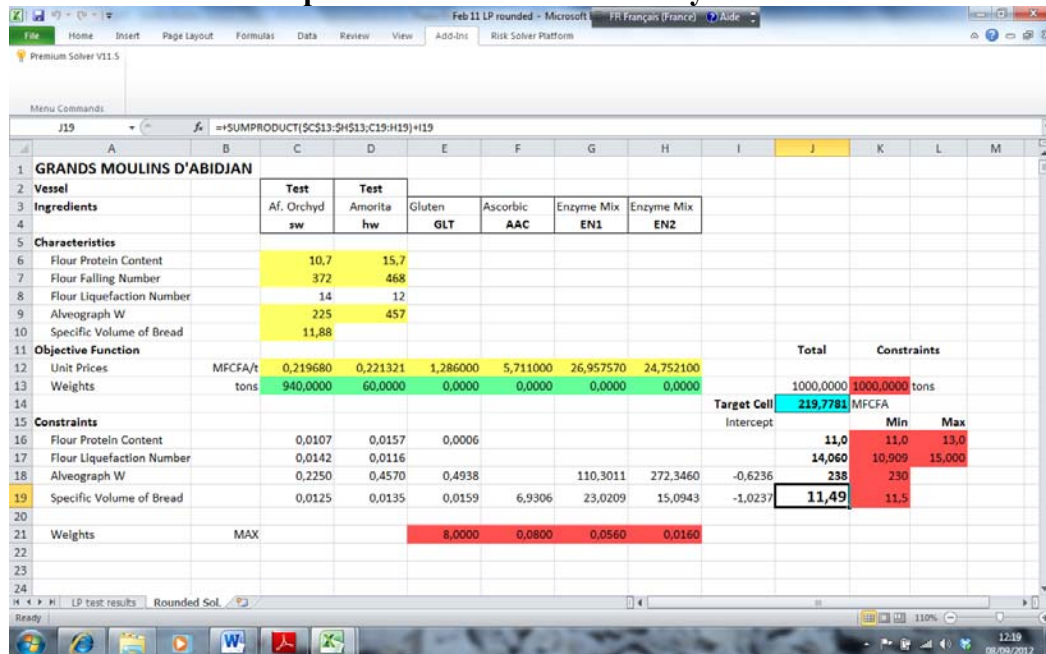 Feb 11 LP rounded - Microsoft
FR Français (France) Aide
File Home Insert Page Layout Formulas Data Review View Add-Ins Risk Solver Platform
Premium Solver V11.5
Menu Commands
J19 fx =+SUMPRODUCT($C$13:$H$13;C19:H19)+I19
A B C D E F G H I J K L M
1 GRANDS MOULINS D'ABIDJAN
2 Vessel Test Test
3 Ingredients Af. Orchyd Amorita Gluten Ascorbic Enzyme Mix Enzyme Mix
4 sw hw GLT AAC EN1 EN2
5 Characteristics
6 Flour Protein Content 10,7 15,7
7 Flour Falling Number 372 468
8 Flour Liquefaction Number 14 12
9 Alveograph W 225 457
10 Specific Volume of Bread 11,88
11 Objective Function Total Constraints
12 Unit Prices MFCFA/t 0,219680 0,221321 1,286000 5,711000 26,957570 24,752100
13 Weights tons 940,0000 60,0000 0,0000 0,0000 0,0000 0,0000 1000,0000 1000,0000 tons
14 Target Cell 219,7781 MFCFA
15 Constraints Intercept Min Max
16 Flour Protein Content 0,0107 0,0157 0,0006 11,0 11,0 13,0
17 Flour Liquefaction Number 0,0142 0,0116 14,060 10,909 15,000
18 Alveograph W 0,2250 0,4570 0,4938 110,3011 272,3460 -0,6236 238 230
19 Specific Volume of Bread 0,0125 0,0135 0,0159 6,9306 23,0209 15,0943 -1,0237 11,49 11,5
20
21 Weights MAX 8,0000 0,0800 0,0560 0,0160
22
23
24
LP test results Rounded Sol.
Ready 110%
12:19
08/09/2012